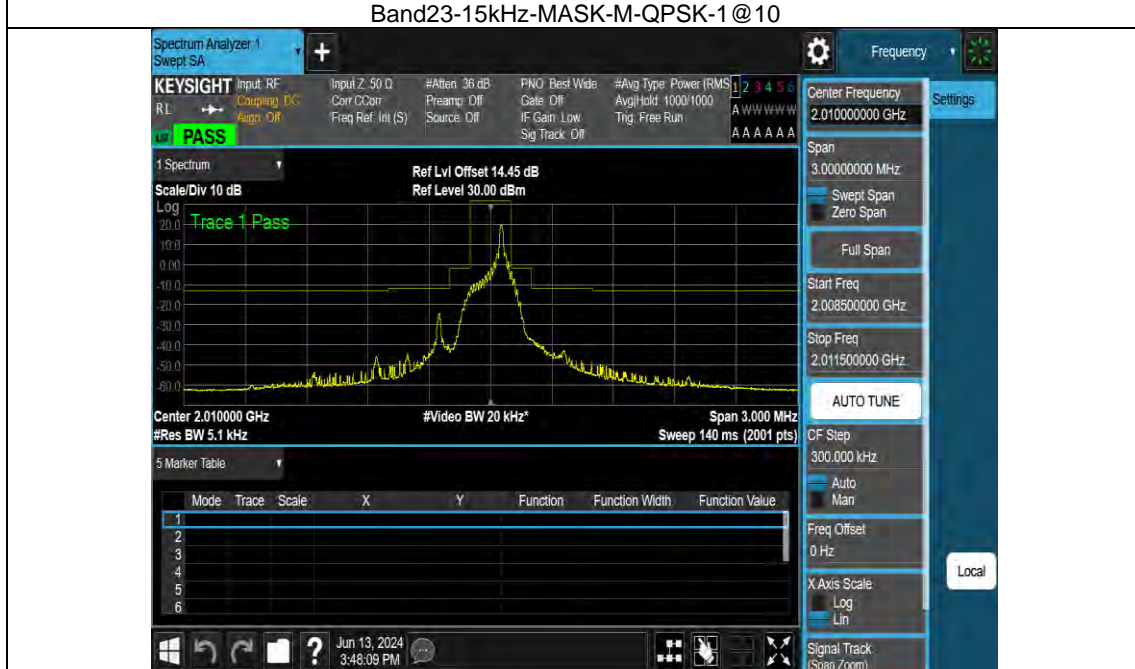 Band23-15kHz-MASK-M-QPSK-1@10
Spectrum Analyzer 1
Swept SA
+
Frequency
KEYSIGHT
RL
PASS
Input: RF
Coupling: DC
Align: Off
Input Z: 50 Ω
Corr CCorr
Freq Ref: Int (S)
#Atten: 36 dB
Preamp: Off
Source: Off
PNO: Best Wide
Gate: Off
IF Gain: Low
Sig Track: Off
#Avg Type: Power (RMS
Avg|Hold: 1000/1000
Trig: Free Run
1 2 3 4 5 6
A W W W W W
A A A A A A
1 Spectrum
Scale/Div 10 dB
Ref Lvl Offset 14.45 dB
Ref Level 30.00 dBm
Log
Trace 1 Pass
20.0
10.0
0.00
-10.0
-20.0
-30.0
-40.0
-50.0
-60.0
Center 2.010000 GHz
#Video BW 20 kHz*
Span 3.000 MHz
#Res BW 5.1 kHz
Sweep 140 ms (2001 pts)
5 Marker Table
Mode Trace Scale X Y Function Function Width Function Value
1
2
3
4
5
6
Jun 13, 2024
3:48:09 PM
Center Frequency
2.010000000 GHz
Settings
Span
3.00000000 MHz
Swept Span
Zero Span
Full Span
Start Freq
2.008500000 GHz
Stop Freq
2.011500000 GHz
AUTO TUNE
CF Step
300.000 kHz
Auto
Man
Freq Offset
0 Hz
X Axis Scale
Log
Lin
Signal Track
(Span Zoom)
Local